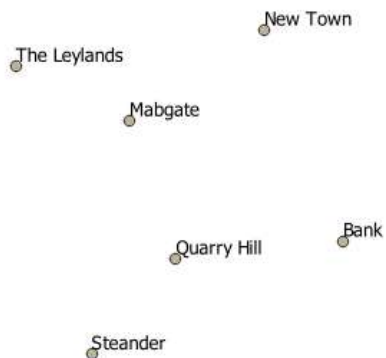 New Town
The Leylands
Mabgate
Bank
Quarry Hill
Steander